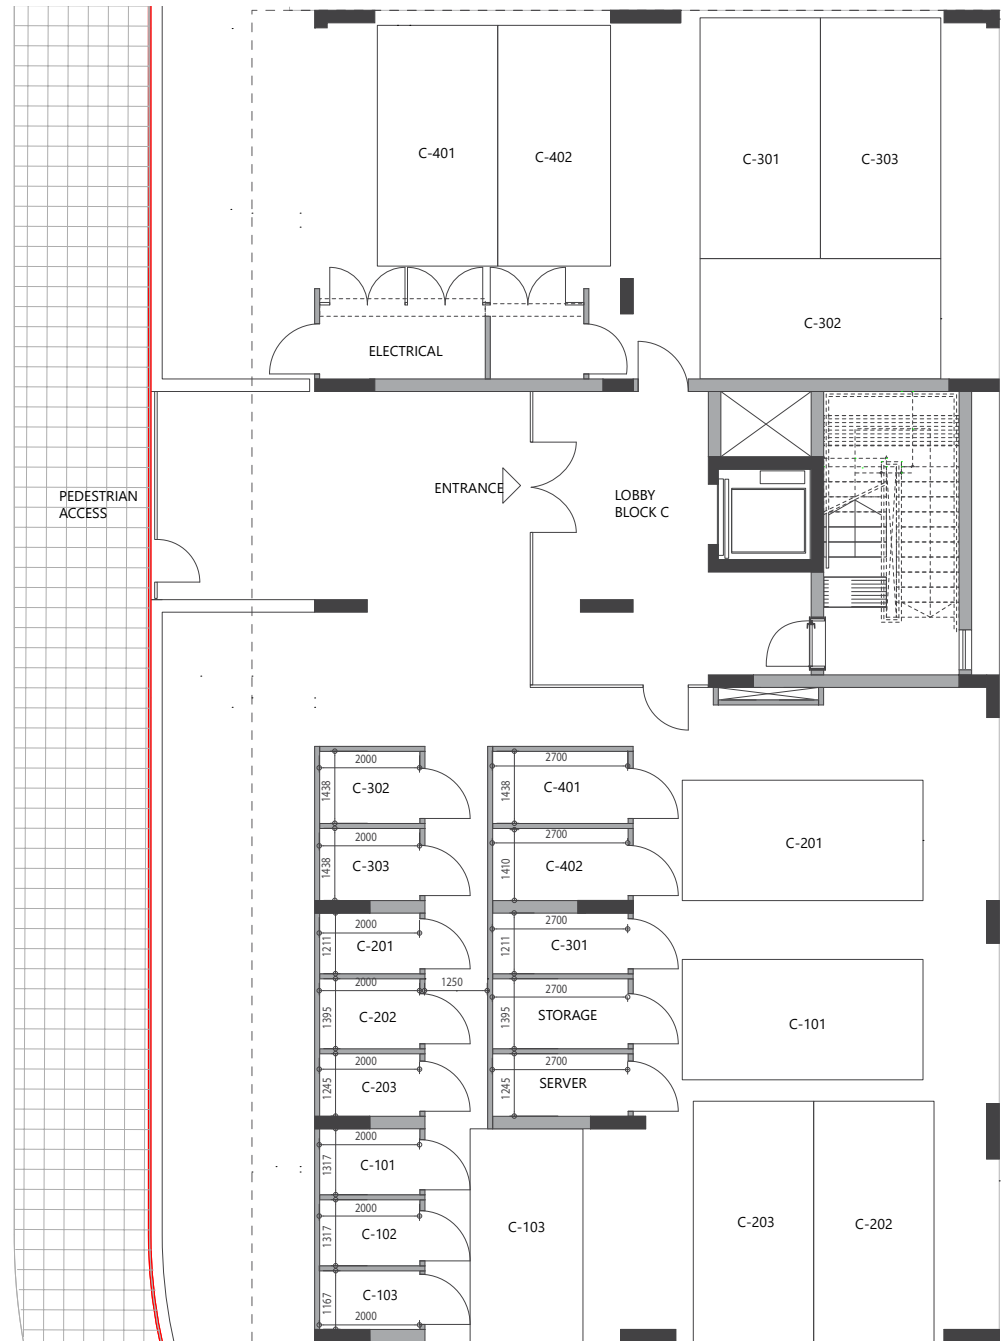 C-401
C-402
C-301
C-303
C-302
ELECTRICAL
PEDESTRIAN
ACCESS
ENTRANCE
LOBBY
BLOCK C
2000
1438
C-302
2700
1438
C-401
2000
1438
C-303
2700
1410
C-402
C-201
2000
1211
C-201
2700
1211
C-301
2000
1395
C-202
1250
2700
1395
STORAGE
C-101
2000
1245
C-203
2700
1245
SERVER
2000
1317
C-101
2000
1317
C-102
C-103
C-203
C-202
1167
C-103
2000